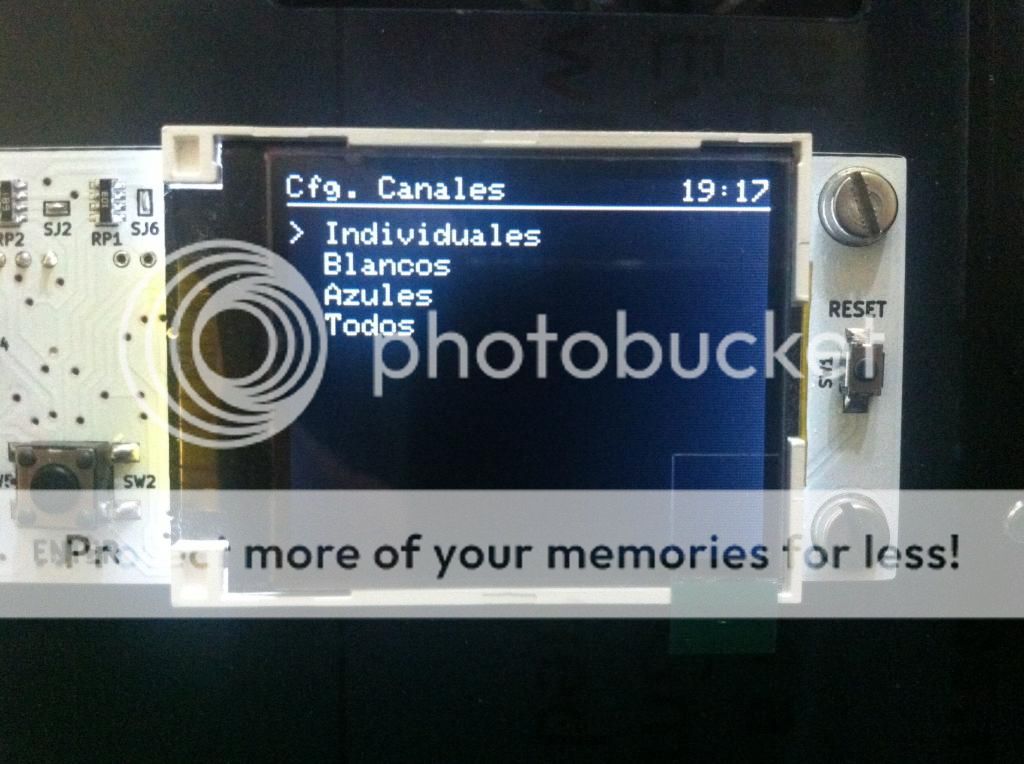 Cfg. Canales 19:17
> Individuales
Blancos
Azules
Todos
photobucket
Protect more of your memories for less!
RP2
SJ2
RP1
SJ6
SW2
RESET
SW1